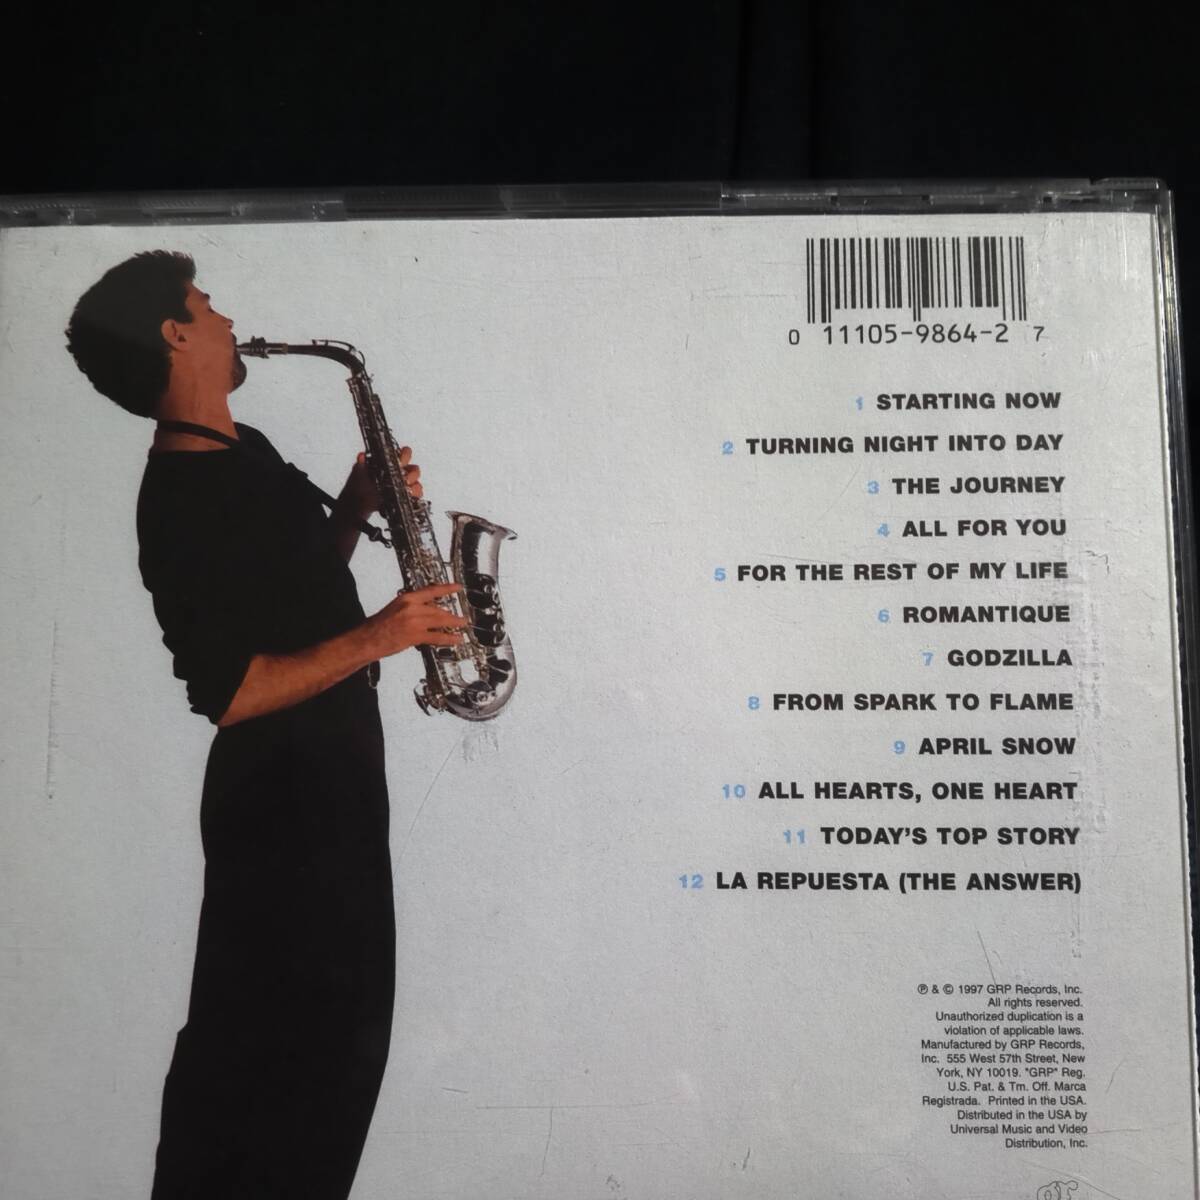 0 11105-9864-2 7
1 STARTING NOW
2 TURNING NIGHT INTO DAY
3 THE JOURNEY
4 ALL FOR YOU
5 FOR THE REST OF MY LIFE
6 ROMANTIQUE
7 GODZILLA
8 FROM SPARK TO FLAME
9 APRIL SNOW
10 ALL HEARTS, ONE HEART
11 TODAY'S TOP STORY
12 LA REPUESTA (THE ANSWER)
℗ & © 1997 GRP Records, Inc.
All rights reserved.
Unauthorized duplication is a
violation of applicable laws.
Manufactured by GRP Records,
Inc. 555 West 57th Street, New
York, NY 10019. "GRP" Reg.
U.S. Pat. & Tm. Off. Marca
Registrada. Printed in the USA.
Distributed in the USA by
Universal Music and Video
Distribution, Inc.